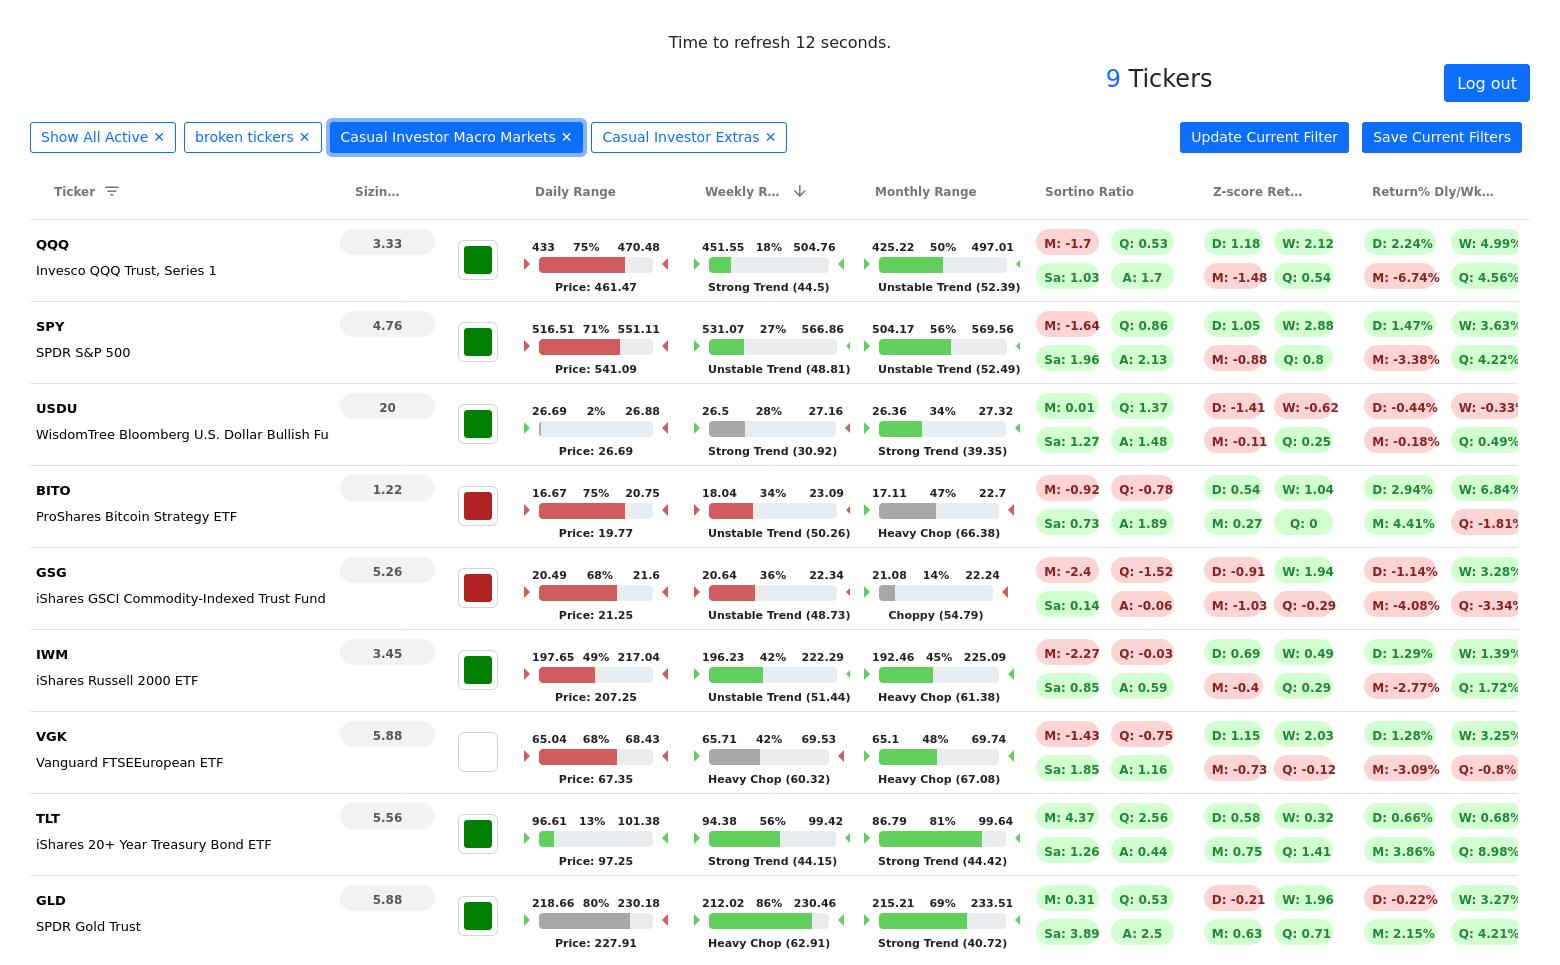 Time to refresh 12 seconds.
9 Tickers
Log out
Show All Active ✕ broken tickers ✕ Casual Investor Macro Markets ✕ Casual Investor Extras ✕ Update Current Filter Save Current Filters
Ticker Sizin... Daily Range Weekly R... Monthly Range Sortino Ratio Z-score Ret... Return% Dly/Wk...
QQQ 3.33 433 75% 470.48 451.55 18% 504.76 425.22 50% 497.01 M: -1.7 Q: 0.53 D: 1.18 W: 2.12 D: 2.24% W: 4.99%
Invesco QQQ Trust, Series 1 Price: 461.47 Strong Trend (44.5) Unstable Trend (52.39) Sa: 1.03 A: 1.7 M: -1.48 Q: 0.54 M: -6.74% Q: 4.56%
SPY 4.76 516.51 71% 551.11 531.07 27% 566.86 504.17 56% 569.56 M: -1.64 Q: 0.86 D: 1.05 W: 2.88 D: 1.47% W: 3.63%
SPDR S&P 500 Price: 541.09 Unstable Trend (48.81) Unstable Trend (52.49) Sa: 1.96 A: 2.13 M: -0.88 Q: 0.8 M: -3.38% Q: 4.22%
USDU 20 26.69 2% 26.88 26.5 28% 27.16 26.36 34% 27.32 M: 0.01 Q: 1.37 D: -1.41 W: -0.62 D: -0.44% W: -0.33%
WisdomTree Bloomberg U.S. Dollar Bullish Fu Price: 26.69 Strong Trend (30.92) Strong Trend (39.35) Sa: 1.27 A: 1.48 M: -0.11 Q: 0.25 M: -0.18% Q: 0.49%
BITO 1.22 16.67 75% 20.75 18.04 34% 23.09 17.11 47% 22.7 M: -0.92 Q: -0.78 D: 0.54 W: 1.04 D: 2.94% W: 6.84%
ProShares Bitcoin Strategy ETF Price: 19.77 Unstable Trend (50.26) Heavy Chop (66.38) Sa: 0.73 A: 1.89 M: 0.27 Q: 0 M: 4.41% Q: -1.81%
GSG 5.26 20.49 68% 21.6 20.64 36% 22.34 21.08 14% 22.24 M: -2.4 Q: -1.52 D: -0.91 W: 1.94 D: -1.14% W: 3.28%
iShares GSCI Commodity-Indexed Trust Fund Price: 21.25 Unstable Trend (48.73) Choppy (54.79) Sa: 0.14 A: -0.06 M: -1.03 Q: -0.29 M: -4.08% Q: -3.34%
IWM 3.45 197.65 49% 217.04 196.23 42% 222.29 192.46 45% 225.09 M: -2.27 Q: -0.03 D: 0.69 W: 0.49 D: 1.29% W: 1.39%
iShares Russell 2000 ETF Price: 207.25 Unstable Trend (51.44) Heavy Chop (61.38) Sa: 0.85 A: 0.59 M: -0.4 Q: 0.29 M: -2.77% Q: 1.72%
VGK 5.88 65.04 68% 68.43 65.71 42% 69.53 65.1 48% 69.74 M: -1.43 Q: -0.75 D: 1.15 W: 2.03 D: 1.28% W: 3.25%
Vanguard FTSEEuropean ETF Price: 67.35 Heavy Chop (60.32) Heavy Chop (67.08) Sa: 1.85 A: 1.16 M: -0.73 Q: -0.12 M: -3.09% Q: -0.8%
TLT 5.56 96.61 13% 101.38 94.38 56% 99.42 86.79 81% 99.64 M: 4.37 Q: 2.56 D: 0.58 W: 0.32 D: 0.66% W: 0.68%
iShares 20+ Year Treasury Bond ETF Price: 97.25 Strong Trend (44.15) Strong Trend (44.42) Sa: 1.26 A: 0.44 M: 0.75 Q: 1.41 M: 3.86% Q: 8.98%
GLD 5.88 218.66 80% 230.18 212.02 86% 230.46 215.21 69% 233.51 M: 0.31 Q: 0.53 D: -0.21 W: 1.96 D: -0.22% W: 3.27%
SPDR Gold Trust Price: 227.91 Heavy Chop (62.91) Strong Trend (40.72) Sa: 3.89 A: 2.5 M: 0.63 Q: 0.71 M: 2.15% Q: 4.21%